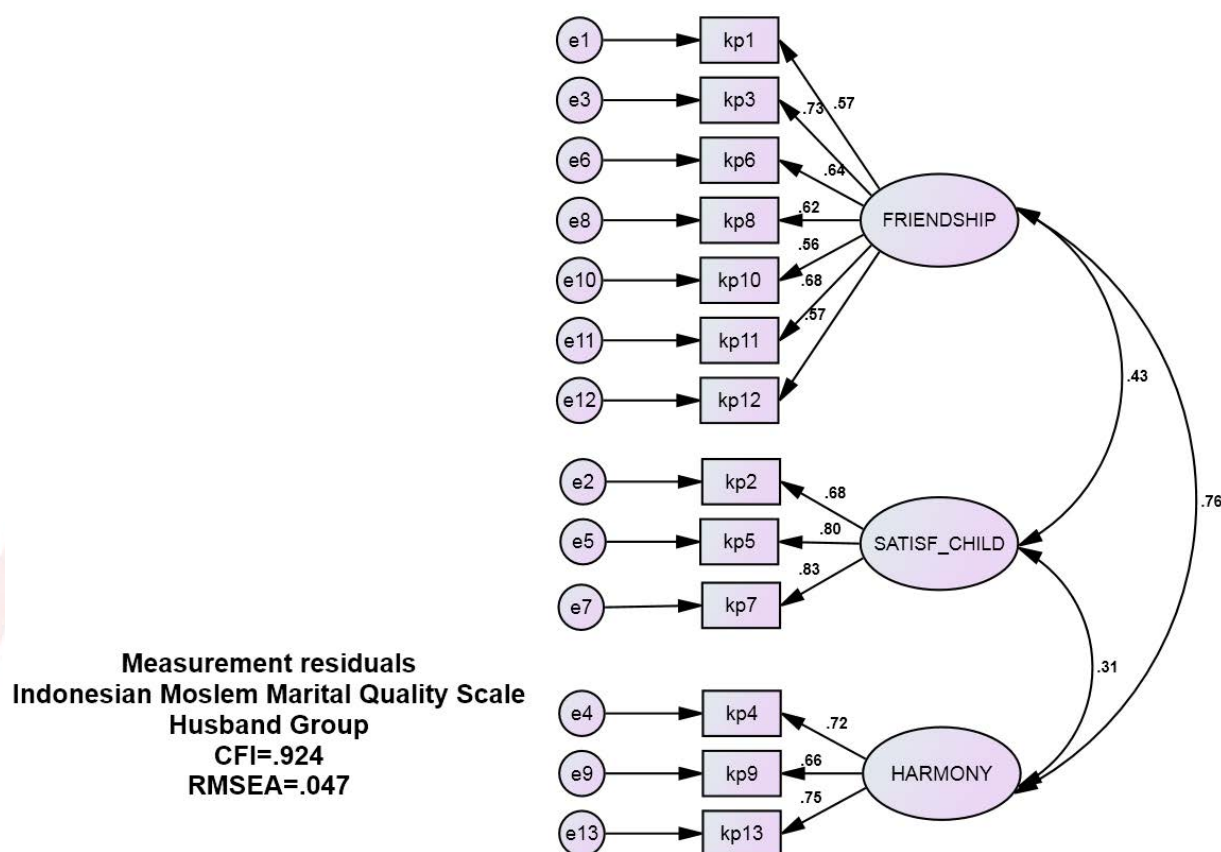 e1 kp1
e3 kp3 .73 .57
e6 kp6 .64
e8 kp8 .62 FRIENDSHIP
e10 kp10 .56
.68
e11 kp11 .57
e12 kp12 .43
e2 kp2 .68
.76
e5 kp5 .80 SATISF_CHILD
e7 kp7 .83
Measurement residuals
Indonesian Moslem Marital Quality Scale
Husband Group
CFI=.924
RMSEA=.047
.31
e4 kp4 .72
e9 kp9 .66 HARMONY
e13 kp13 .75